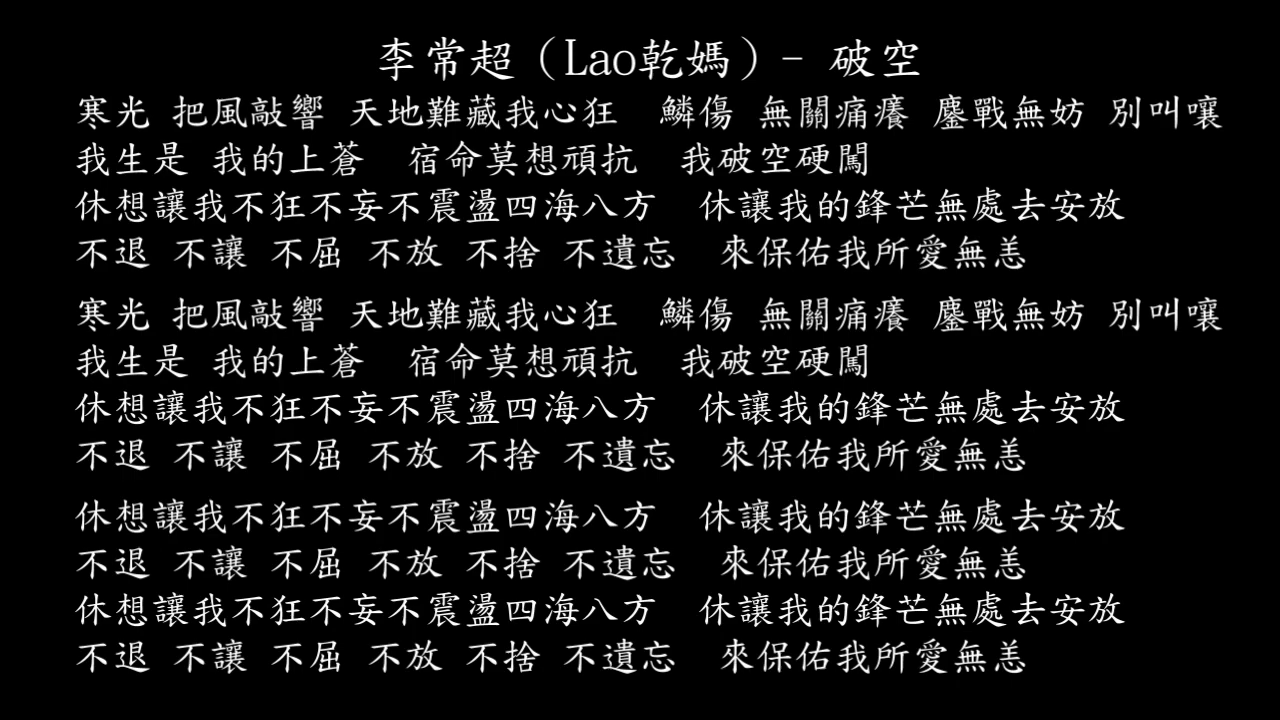 李常超（Lao乾媽）- 破空
寒光 把風敲響 天地難藏我心狂　鱗傷 無關痛癢 鏖戰無妨 別叫嚷
我生是 我的上蒼　宿命莫想頑抗　我破空硬闖
休想讓我不狂不妄不震盪四海八方　休讓我的鋒芒無處去安放
不退 不讓 不屈 不放 不捨 不遺忘　來保佑我所愛無恙
寒光 把風敲響 天地難藏我心狂　鱗傷 無關痛癢 鏖戰無妨 別叫嚷
我生是 我的上蒼　宿命莫想頑抗　我破空硬闖
休想讓我不狂不妄不震盪四海八方　休讓我的鋒芒無處去安放
不退 不讓 不屈 不放 不捨 不遺忘　來保佑我所愛無恙
休想讓我不狂不妄不震盪四海八方　休讓我的鋒芒無處去安放
不退 不讓 不屈 不放 不捨 不遺忘　來保佑我所愛無恙
休想讓我不狂不妄不震盪四海八方　休讓我的鋒芒無處去安放
不退 不讓 不屈 不放 不捨 不遺忘　來保佑我所愛無恙